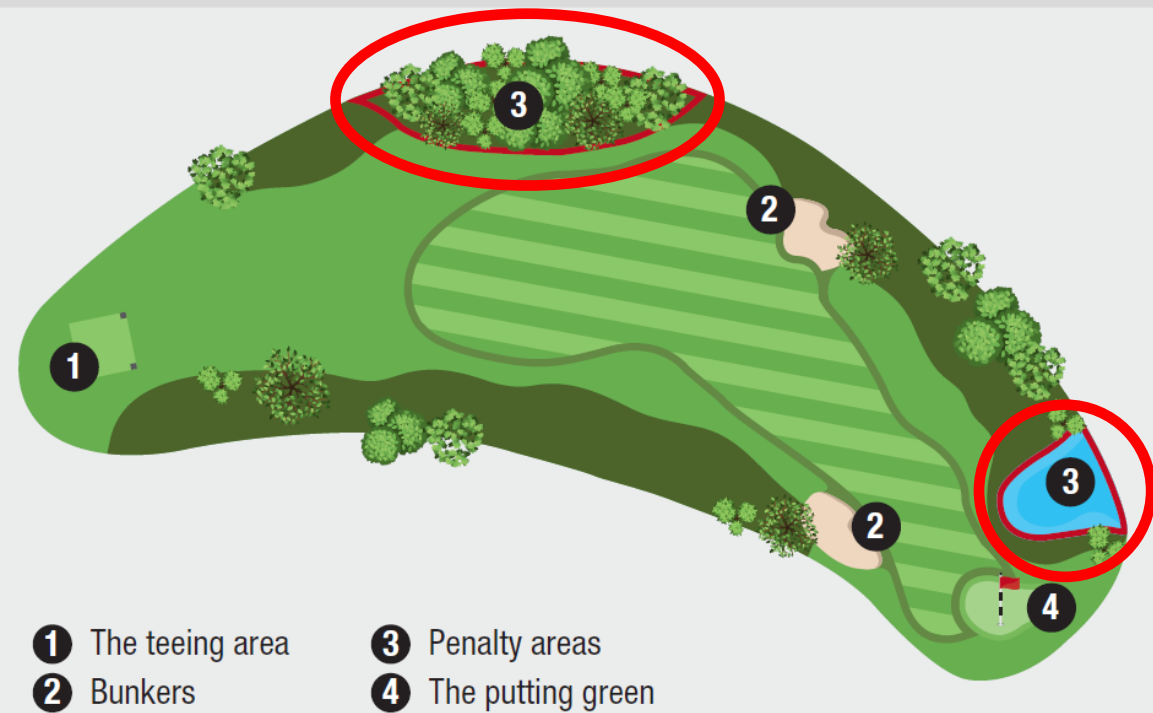 3
2
1
3
2
4
1 The teeing area
3 Penalty areas
2 Bunkers
4 The putting green